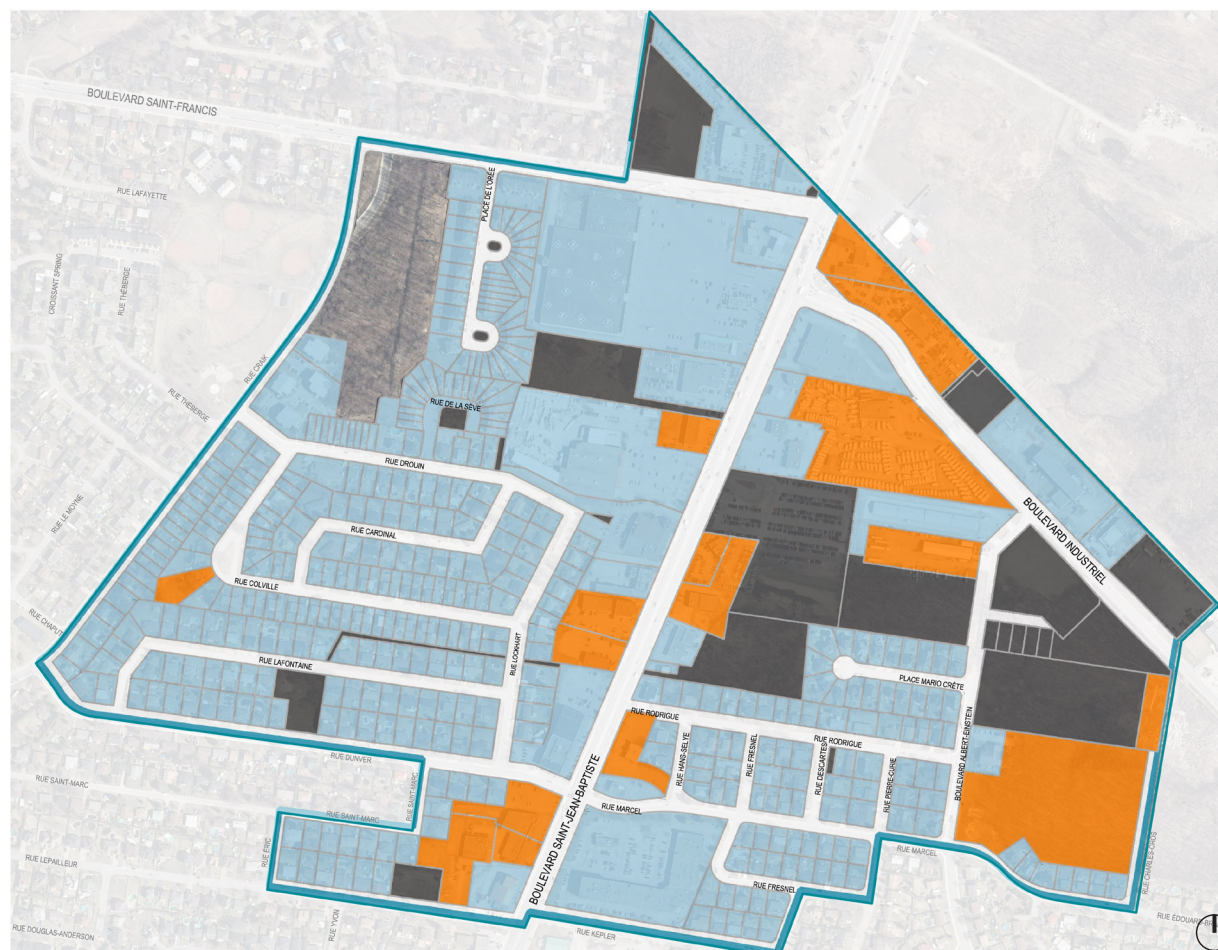 BOULEVARD SAINT-FRANCIS
RUE LAFAYETTE
PLACE DE L'ORÉE
CROISSANT SPRING
RUE THÉBERGE
RUE CRAIK
RUE THÉBERGE
RUE DE LA SÈVE
RUE DROUIN
RUE LE MOYNE
RUE CARDINAL
RUE COLVILLE
BOULEVARD INDUSTRIEL
RUE CHAPUT
RUE LOCKHART
RUE LAFONTAINE
PLACE MARIO CRÊTE
RUE RODRIGUE
RUE RODRIGUE
BOULEVARD ALBERT-EINSTEIN
RUE HANS-SELYE
RUE FRESNEL
RUE DESCARTES
RUE PIERRE-CURIE
RUE DUNVER
RUE SAINT-MARC
RUE SAINT-MARC
RUE SAINT-MARC
BOULEVARD SAINT-JEAN-BAPTISTE
RUE MARCEL
RUE MARCEL
RUE ÉRIC
RUE LEPAILLEUR
RUE FRESNEL
RUE CHARLES-CROS
RUE YVON
RUE DOUGLAS-ANDERSON
RUE KEPLER